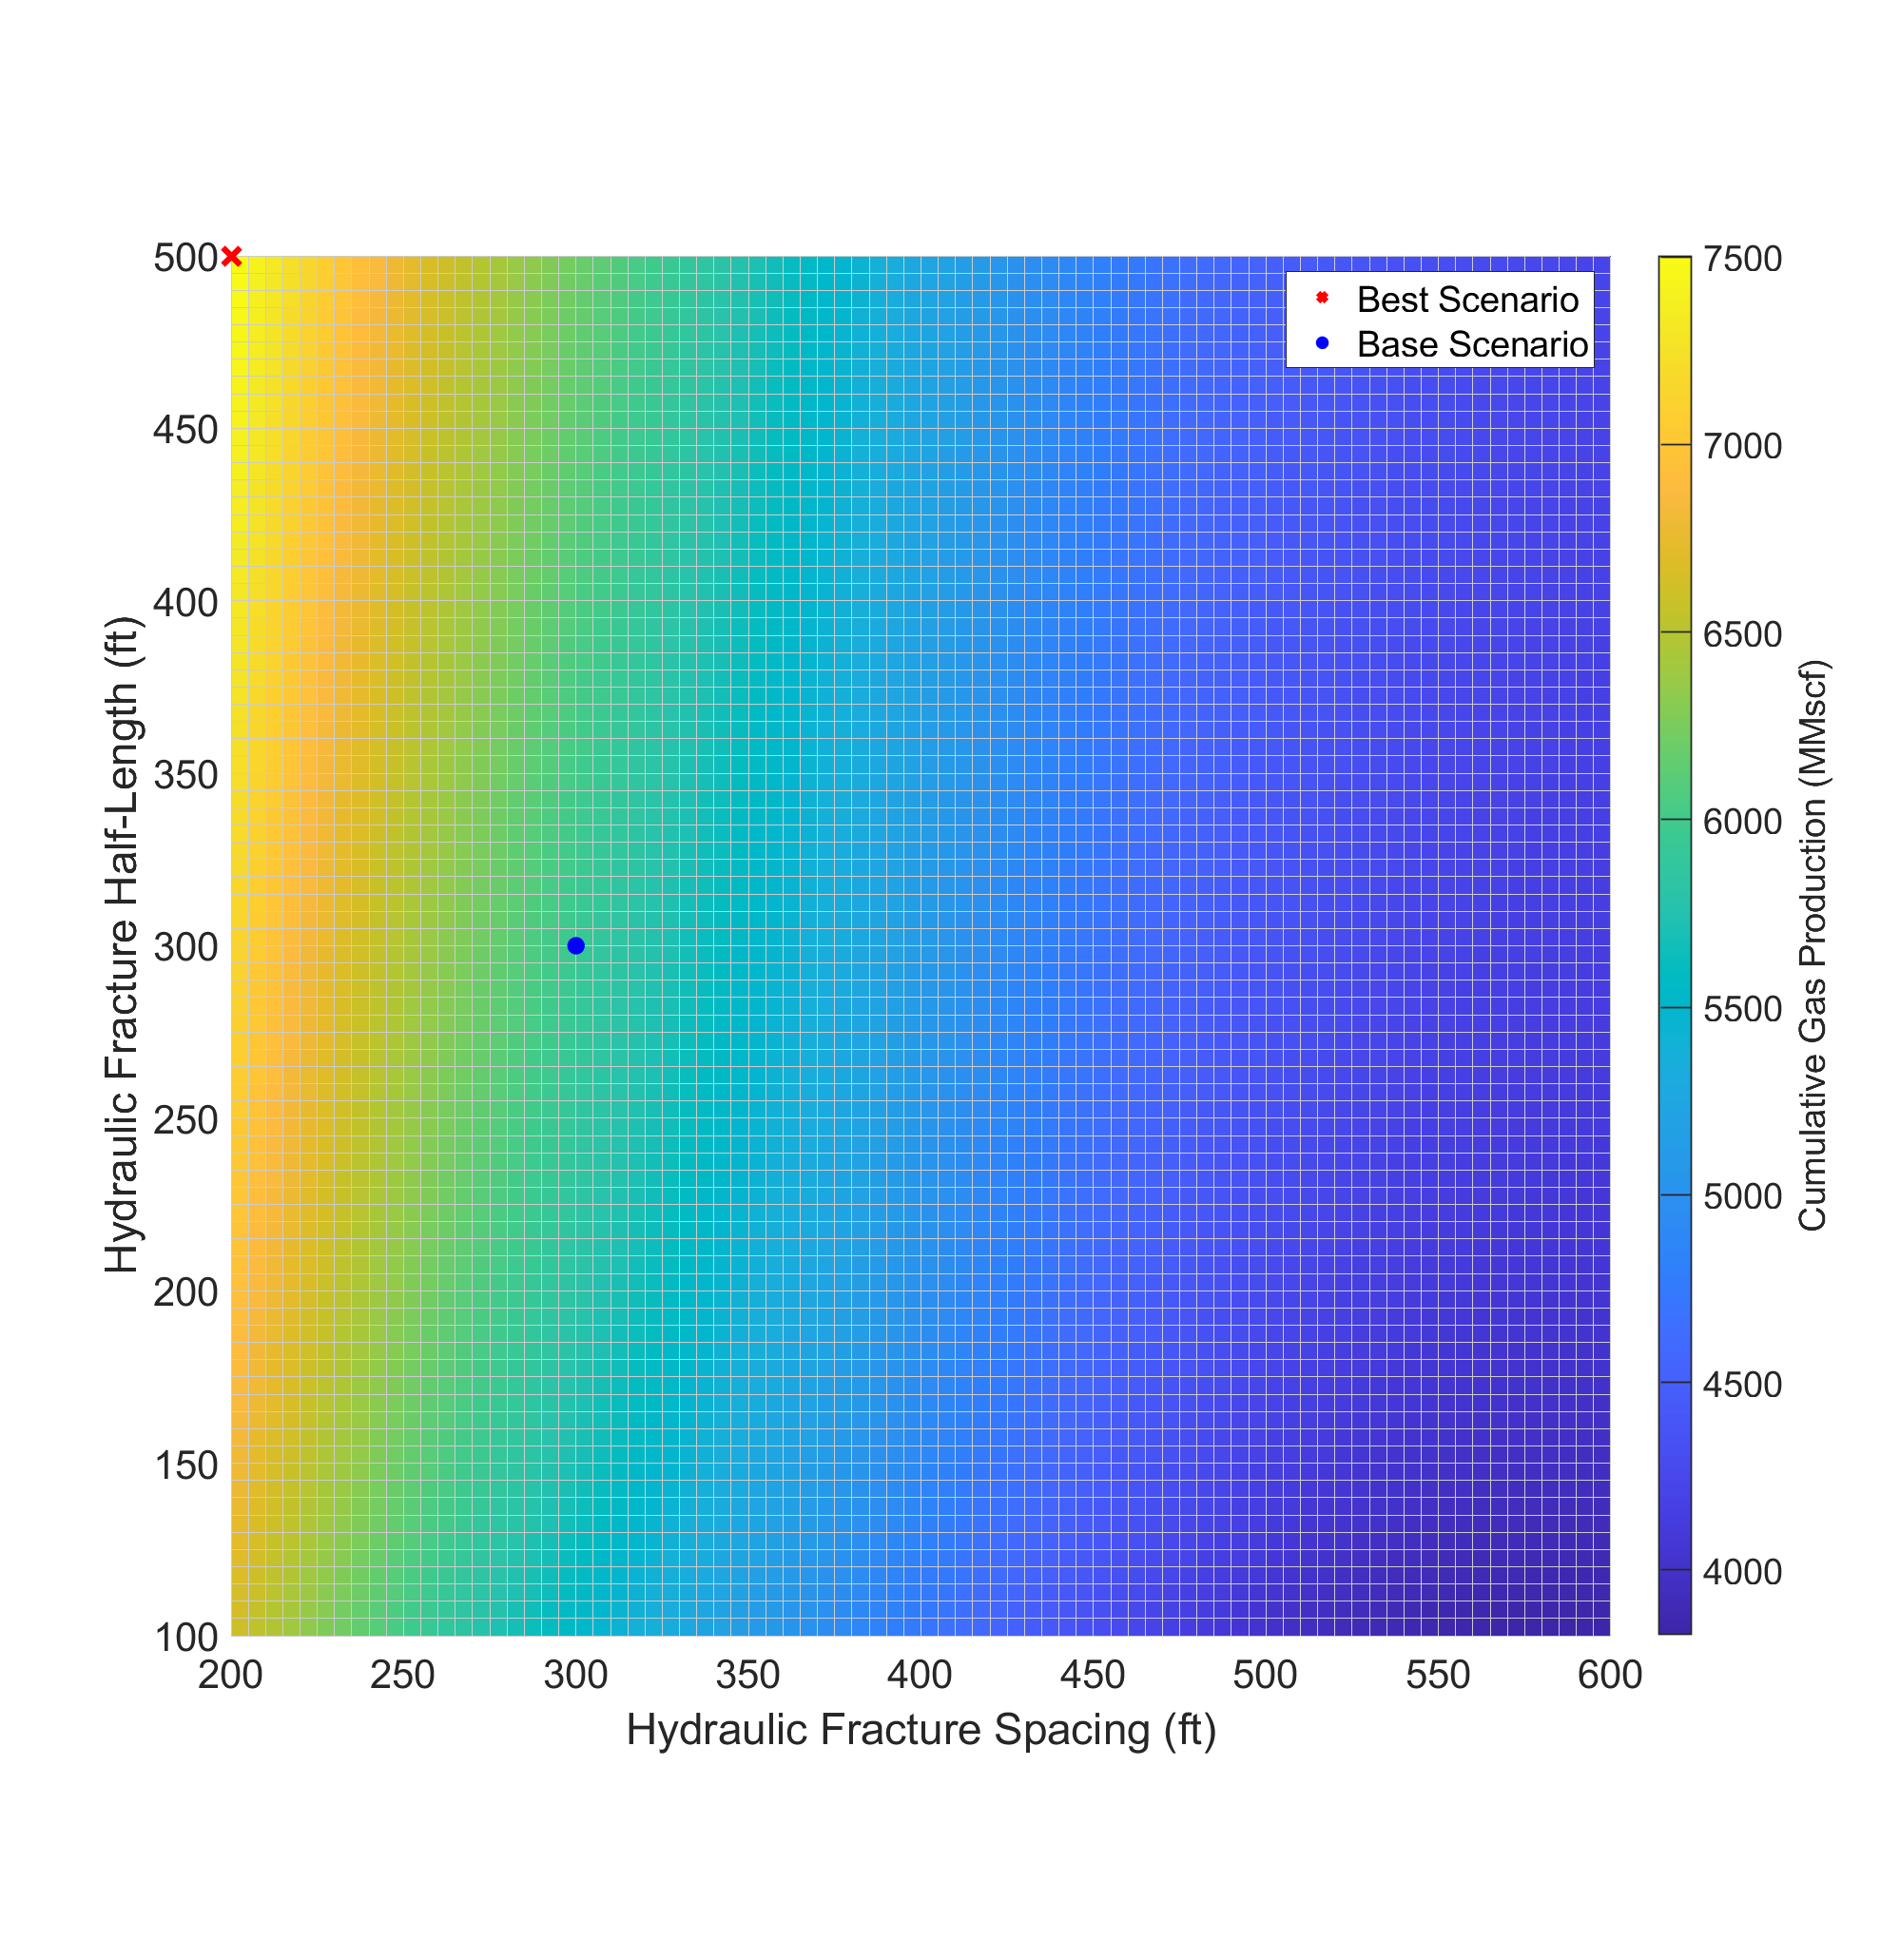 Best Scenario
Base Scenario
500
450
400
350
300
250
200
150
100
Hydraulic Fracture Half-Length (ft)
200 250 300 350 400 450 500 550 600
Hydraulic Fracture Spacing (ft)
7500
7000
6500
6000
5500
5000
4500
4000
Cumulative Gas Production (MMscf)